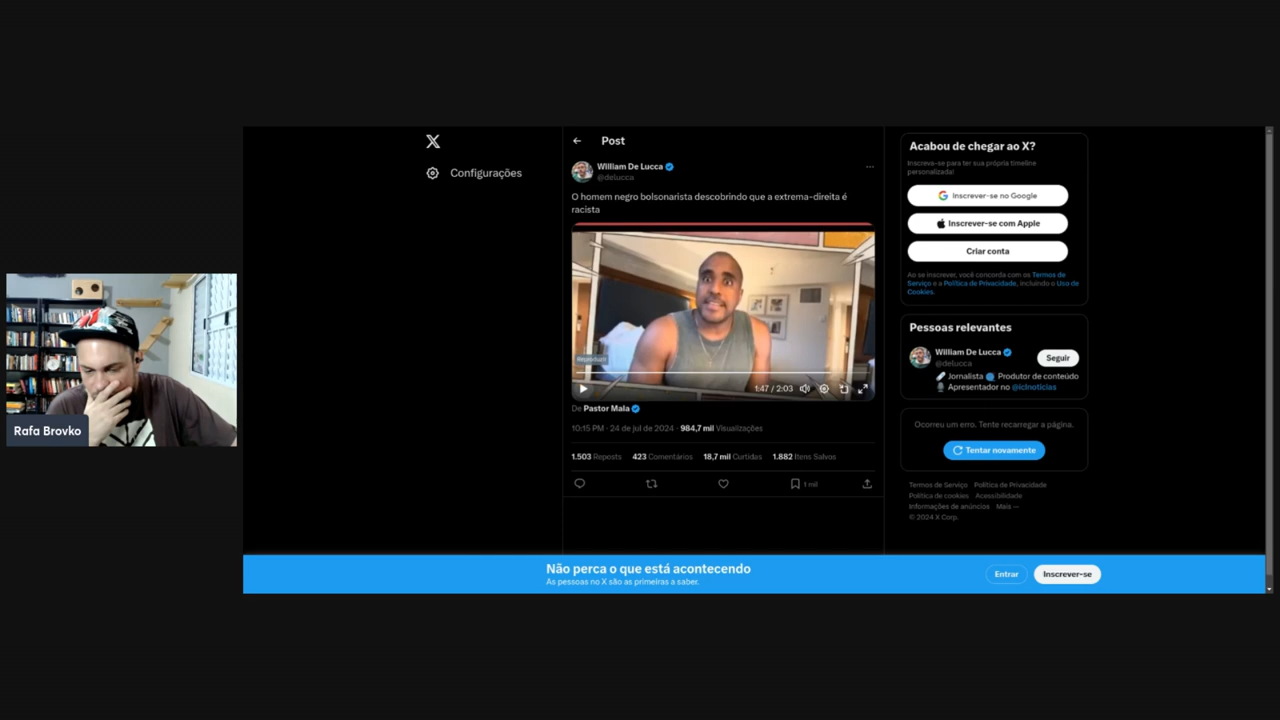 Rafa Brovko
Configurações
Post
William De Lucca
@delucca
O homem negro bolsonarista descobrindo que a extrema-direita é
racista
Reprodução
1:47 / 2:03
De Pastor Mala
10:15 PM · 24 de jul de 2024 · 984,7 mil Visualizações
1.503 Reposts 423 Comentários 18,7 mil Curtidas 1.882 Itens Salvos
1 mil
Acabou de chegar ao X?
Inscreva-se para ter sua própria timeline
personalizada!
Inscrever-se no Google
Inscrever-se com Apple
Criar conta
Ao se inscrever, você concorda com os Termos de
Serviço e a Política de Privacidade, incluindo o Uso de
Cookies.
Pessoas relevantes
William De Lucca
@delucca
Seguir
Jornalista Produtor de conteúdo
Apresentador no @iclnoticias
Ocorreu um erro. Tente recarregar a página.
Tentar novamente
Termos de Serviço Política de Privacidade
Política de cookies Acessibilidade
Informações de anúncios Mais ···
© 2024 X Corp.
Não perca o que está acontecendo
As pessoas no X são as primeiras a saber.
Entrar
Inscrever-se